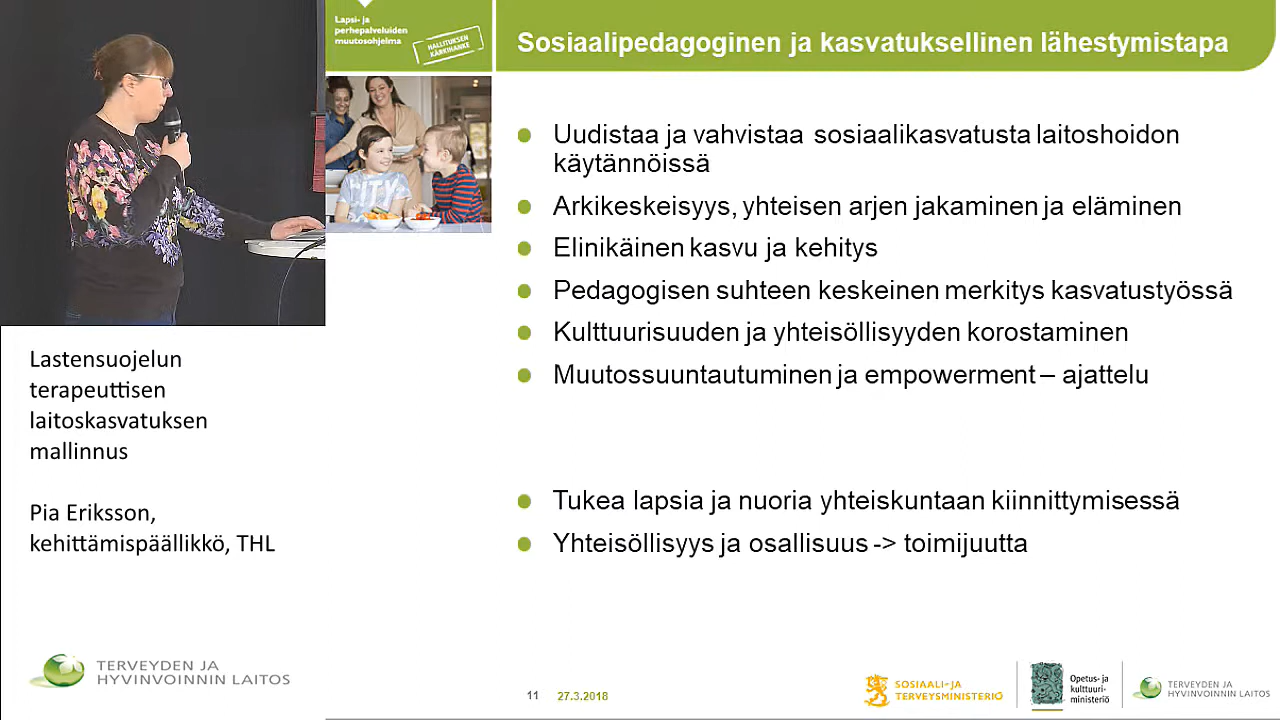 Lapsi- ja
perhepalveluiden
muutosohjelma
HALLITUKSEN
KÄRKIHANKE
Sosiaalipedagoginen ja kasvatuksellinen lähestymistapa
Uudistaa ja vahvistaa sosiaalikasvatusta laitoshoidon
käytännöissä
Arkikeskeisyys, yhteisen arjen jakaminen ja eläminen
Elinikäinen kasvu ja kehitys
Pedagogisen suhteen keskeinen merkitys kasvatustyössä
Kulttuurisuuden ja yhteisöllisyyden korostaminen
Muutossuuntautuminen ja empowerment – ajattelu
Tukea lapsia ja nuoria yhteiskuntaan kiinnittymisessä
Yhteisöllisyys ja osallisuus -> toimijuutta
Lastensuojelun
terapeuttisen
laitoskasvatuksen
mallinnus
Pia Eriksson,
kehittämispäällikkö, THL
TERVEYDEN JA
HYVINVOINNIN LAITOS
11 27.3.2018
SOSIAALI- JA
TERVEYSMINISTERIÖ
Opetus- ja
kulttuuri-
ministeriö
TERVEYDEN JA
HYVINVOINNIN LAITOS
CITY